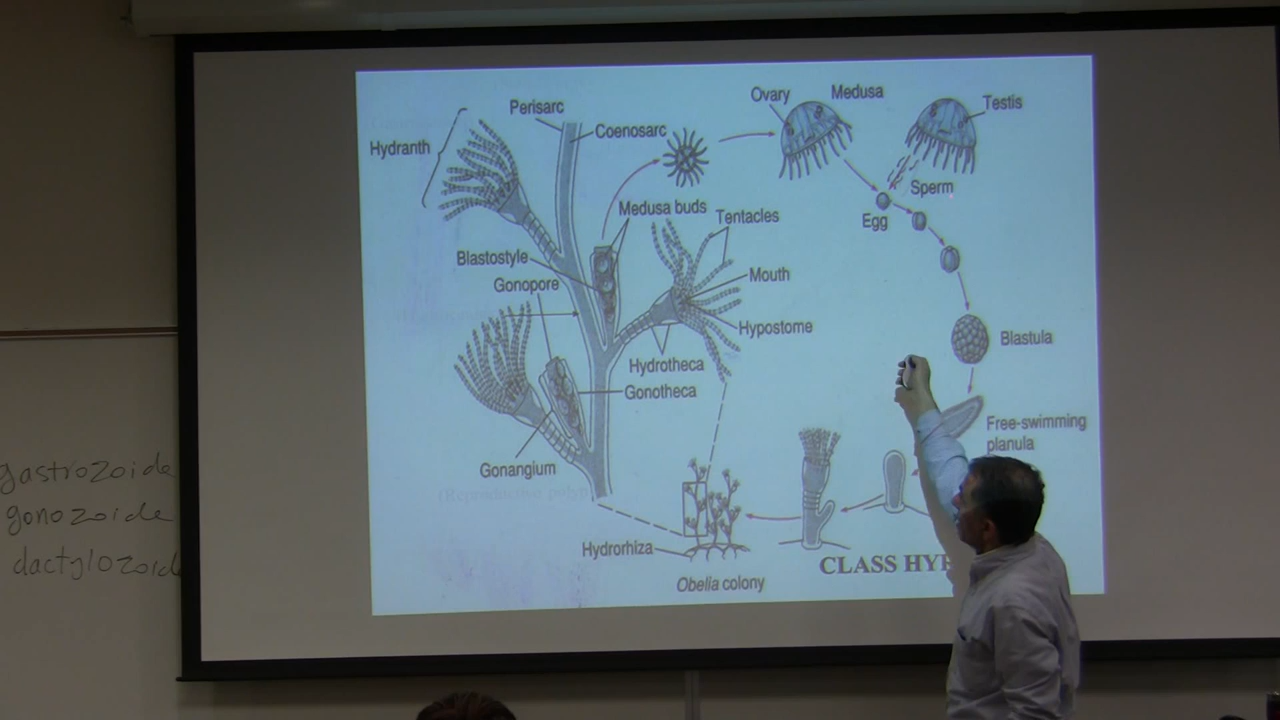 Perisarc
Coenosarc
Hydranth
Medusa buds
Tentacles
Blastostyle
Gonopore
Mouth
Hypostome
Hydrotheca
Gonotheca
Gonangium
Hydrorhiza
Obelia colony
Ovary
Medusa
Testis
Sperm
Egg
Blastula
Free-swimming
planula
CLASS HY
gastrozoide
gonozoide
dactylozoid